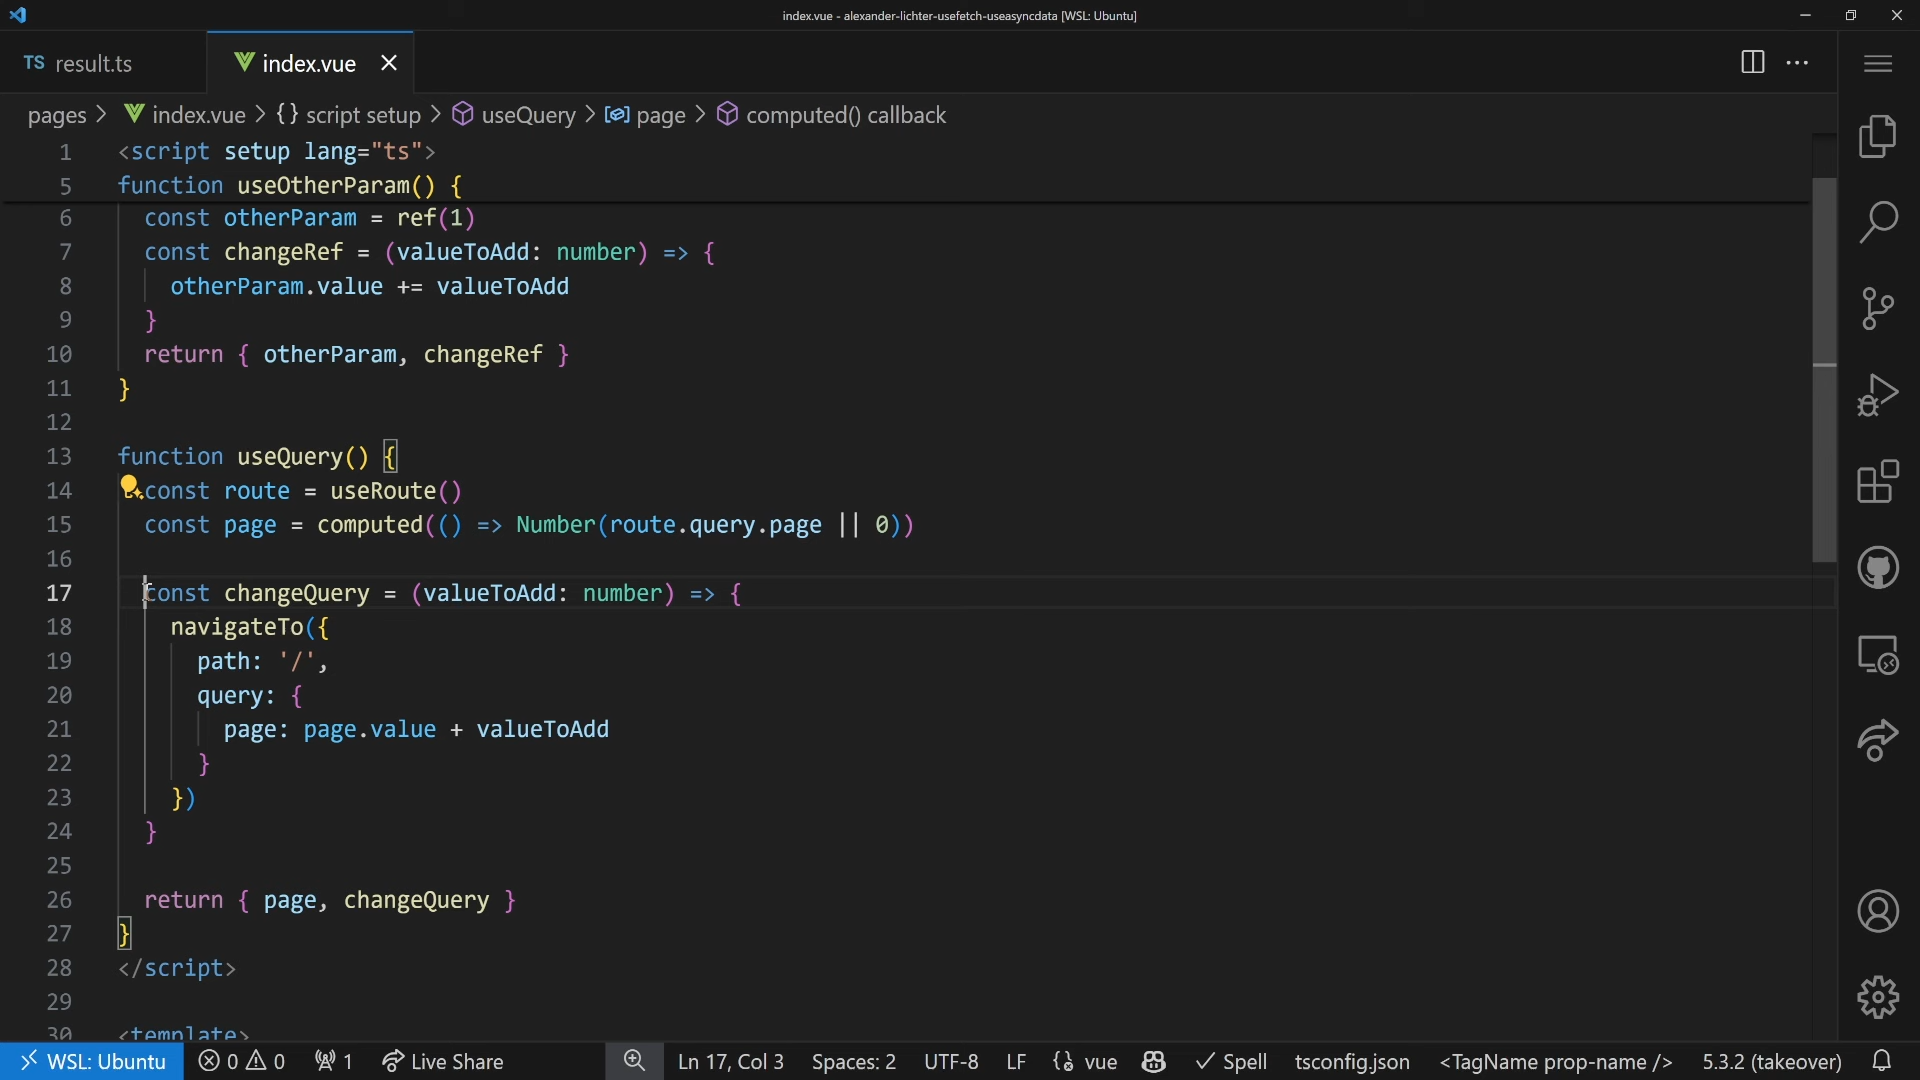 index.vue - alexander-lichter-usefetch-useasyncdata [WSL: Ubuntu]
TS result.ts
index.vue
pages > index.vue > {} script setup > useQuery > page > computed() callback
1 <script setup lang="ts">
5 function useOtherParam() {
6 const otherParam = ref(1)
7 const changeRef = (valueToAdd: number) => {
8 otherParam.value += valueToAdd
9 }
10 return { otherParam, changeRef }
11 }
12
13 function useQuery() {
14 const route = useRoute()
15 const page = computed(() => Number(route.query.page || 0))
16
17 const changeQuery = (valueToAdd: number) => {
18 navigateTo({
19 path: '/',
20 query: {
21 page: page.value + valueToAdd
22 }
23 })
24 }
25
26 return { page, changeQuery }
27 }
28 </script>
29
30 <template>
WSL: Ubuntu 0 0 1 Live Share Ln 17, Col 3 Spaces: 2 UTF-8 LF vue Spell tsconfig.json <TagName prop-name /> 5.3.2 (takeover)